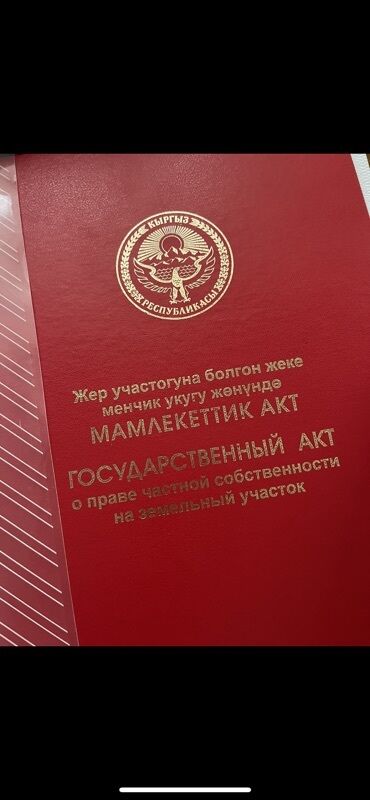 КЫРГЫЗ
РЕСПУБЛИКАСЫ
Жер участогуна болгон жеке
менчик укугу жөнүндө
МАМЛЕКЕТТИК АКТ
ГОСУДАРСТВЕННЫЙ АКТ
о праве частной собственности
на земельный участок